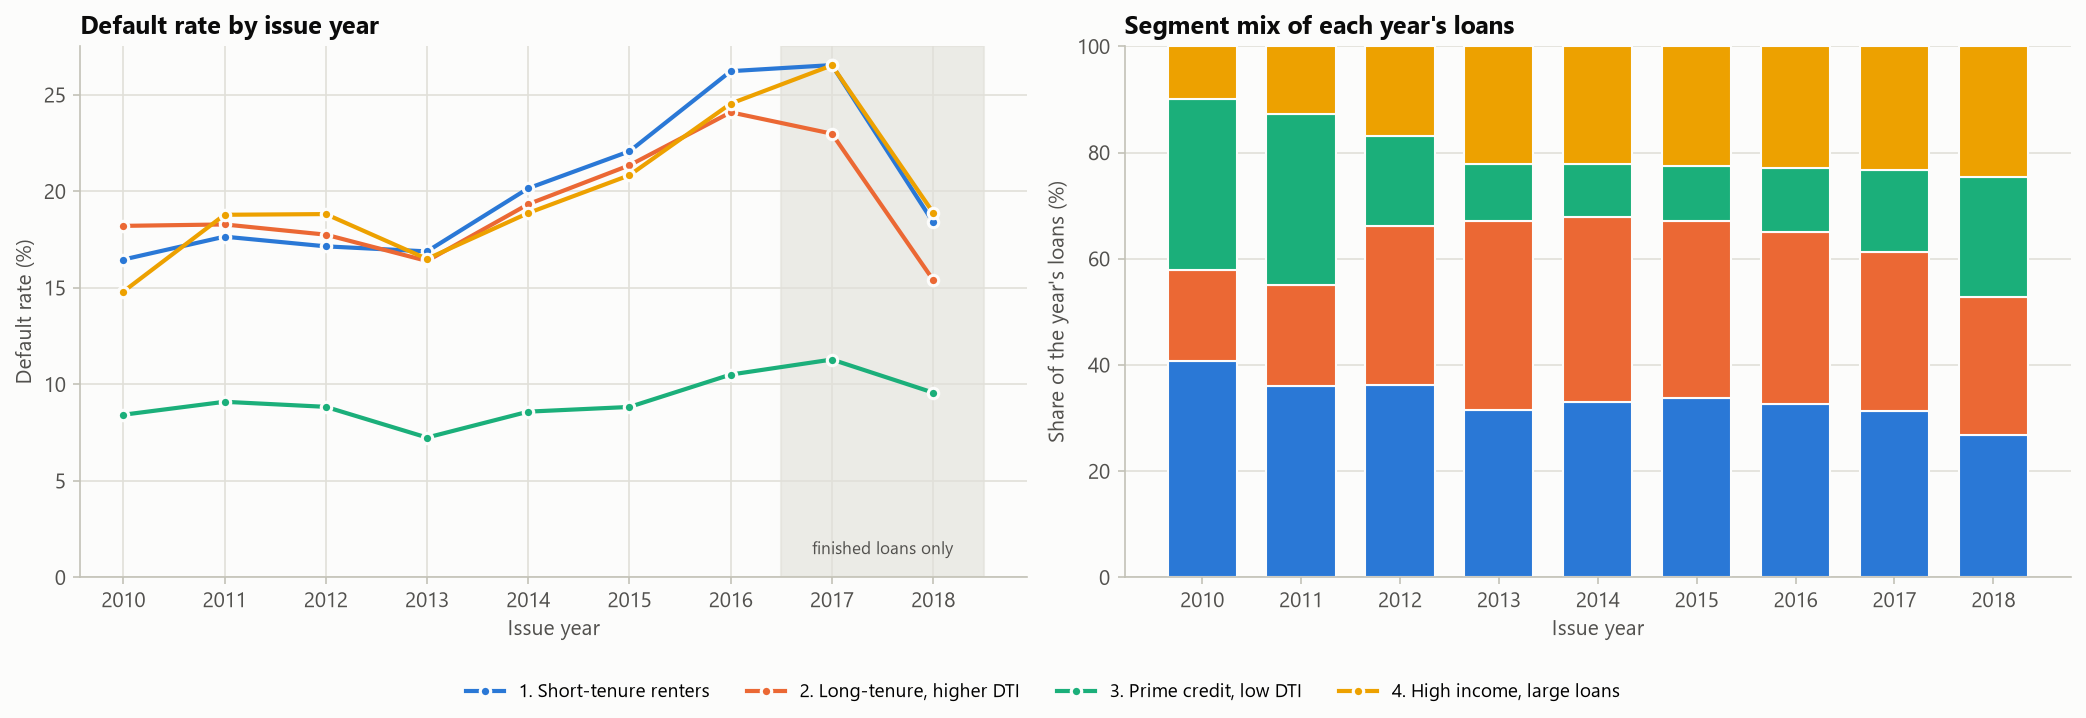 Default rate by issue year
Default rate (%)
25
20
15
10
5
0
finished loans only
2010 2011 2012 2013 2014 2015 2016 2017 2018
Issue year
Segment mix of each year's loans
Share of the year's loans (%)
100
80
60
40
20
0
2010 2011 2012 2013 2014 2015 2016 2017 2018
Issue year
1. Short-tenure renters 2. Long-tenure, higher DTI 3. Prime credit, low DTI 4. High income, large loans